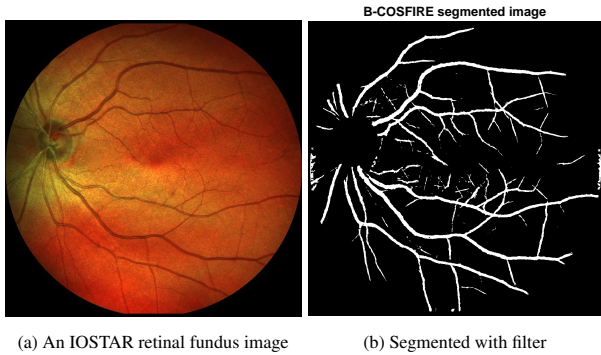 B-COSFIRE segmented image
(a) An IOSTAR retinal fundus image
(b) Segmented with filter